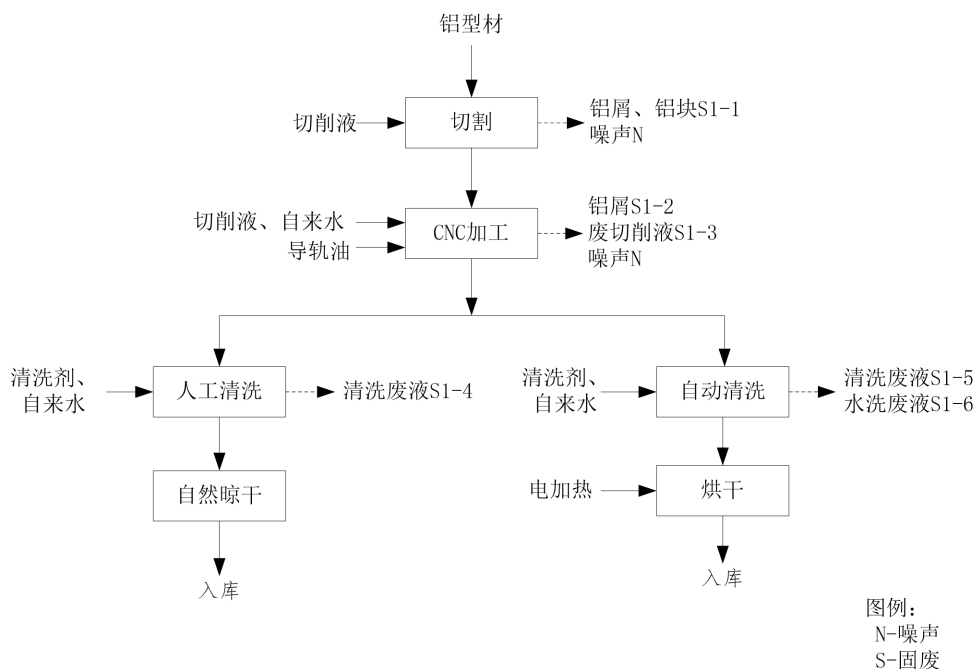 铝型材
切削液
切割
铝屑、铝块S1-1
噪声N
切削液、自来水
导轨油
CNC加工
铝屑S1-2
废切削液S1-3
噪声N
清洗剂、
自来水
人工清洗
清洗废液S1-4
清洗剂、
自来水
自动清洗
清洗废液S1-5
水洗废液S1-6
自然晾干
电加热
烘干
入库
入库
图例:
N-噪声
S-固废